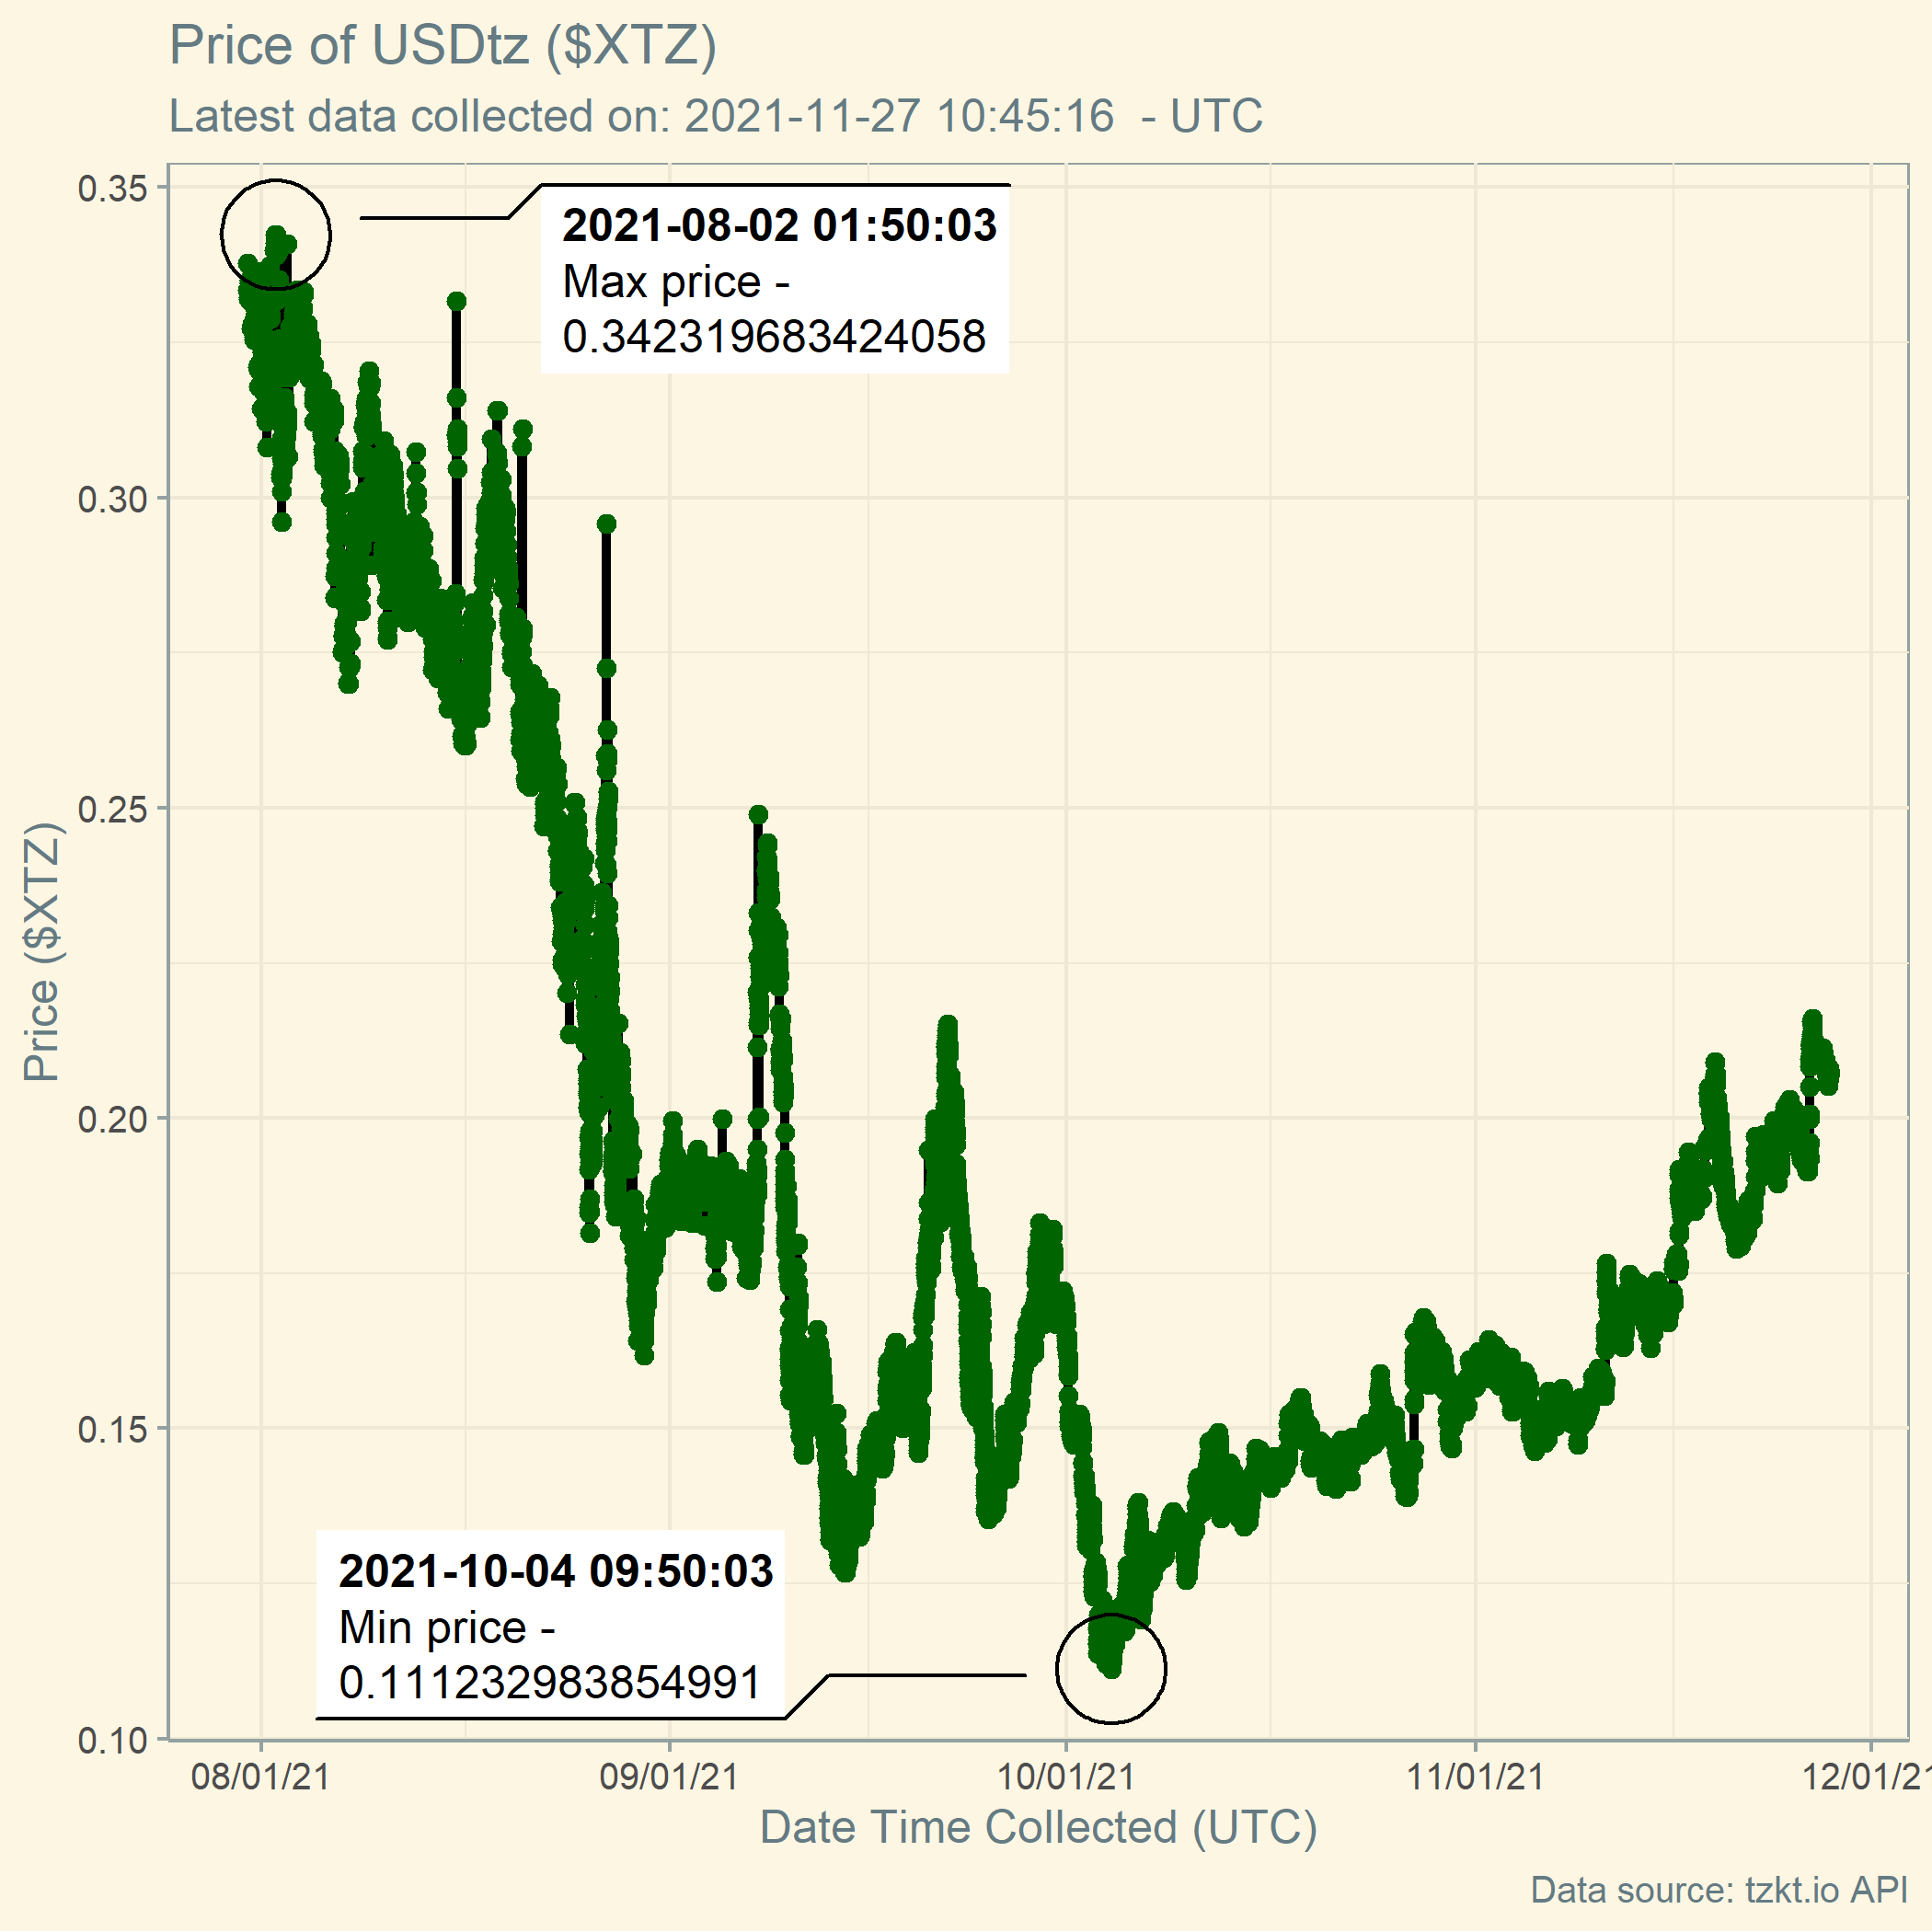 Price of USDtz ($XTZ)
Latest data collected on: 2021-11-27 10:45:16  - UTC
0.35
0.30
0.25
0.20
0.15
0.10
Price ($XTZ)
2021-08-02 01:50:03
Max price -
0.342319683424058
2021-10-04 09:50:03
Min price -
0.111232983854991
08/01/21
09/01/21
10/01/21
11/01/21
12/01/21
Date Time Collected (UTC)
Data source: tzkt.io API